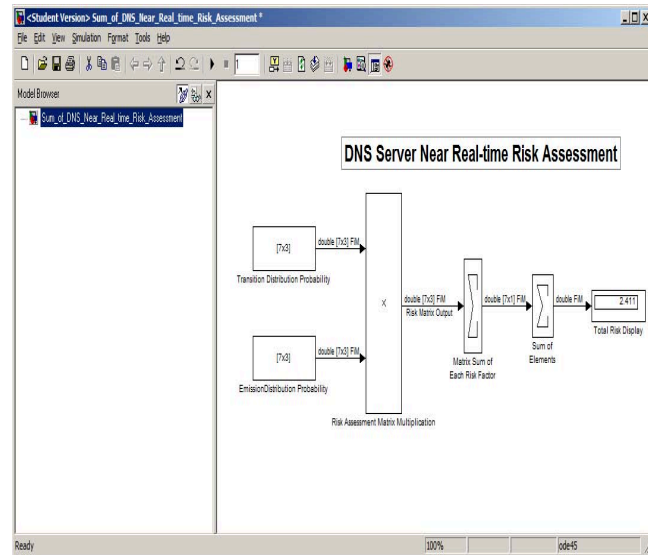 <Student Version> Sum_of_DNS_Near_Real_time_Risk_Assessment *
File Edit View Simulation Format Tools Help
1
Model Browser
Sum_of_DNS_Near_Real_time_Risk_Assessment
DNS Server Near Real-time Risk Assessment
[7x3]
double [7x3] FiM
Transition Distribution Probability
X
double [7x3] FiM
Risk Matrix Output
double [7x1] FiM
double FiM
2.411
Total Risk Display
Sum of
Elements
Matrix Sum of
Each Risk Factor
[7x3]
double [7x3] FiM
EmissionDistribution Probability
Risk Assessment Matrix Multiplication
Ready
100%
ode45